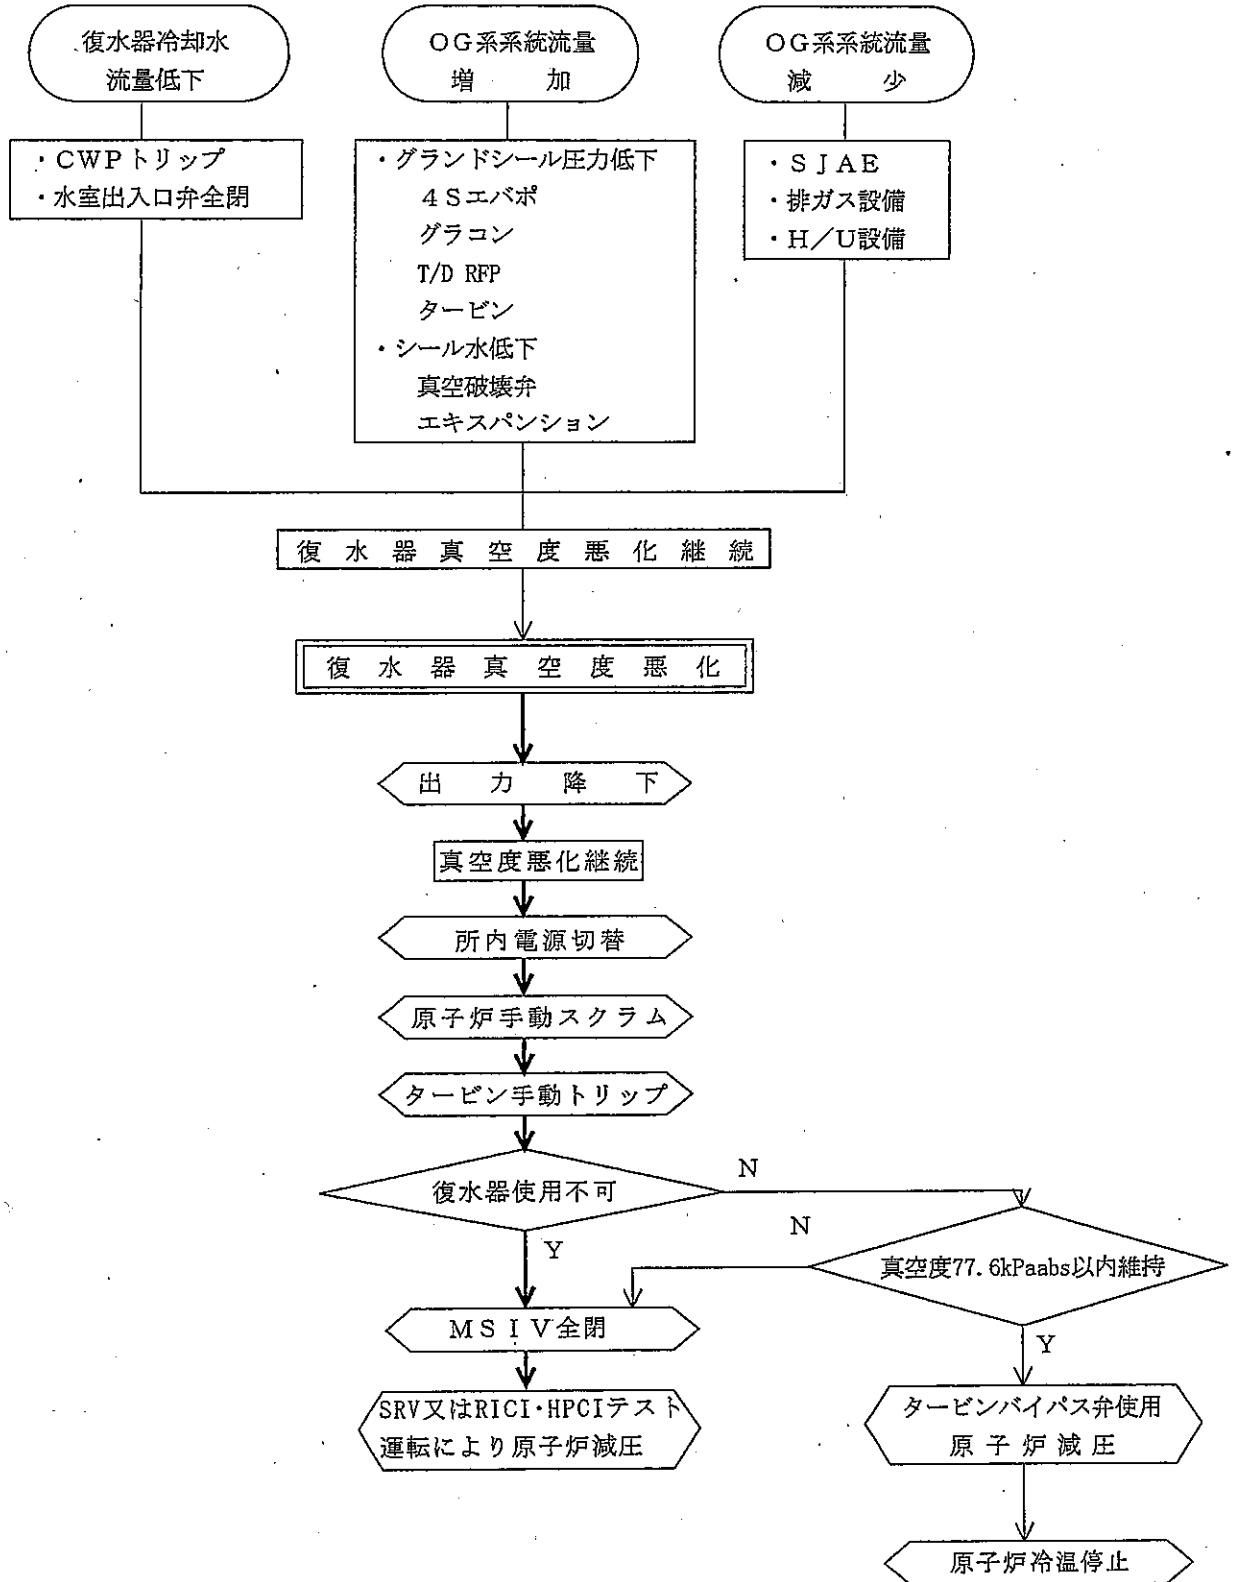 復水器冷却水
流量低下
OG系系統流量
増加
OG系系統流量
減少
・CWPトリップ
・水室出入口弁全閉
・グランドシール圧力低下
4Sエバポ
グラコン
T/D RFP
タービン
・シール水低下
真空破壊弁
エキスパンション
・SJAE
・排ガス設備
・H/U設備
復水器真空度悪化継続
復水器真空度悪化
出力降下
真空度悪化継続
所内電源切替
原子炉手動スクラム
タービン手動トリップ
復水器使用不可
N
Y
N
真空度77.6kPaabs以内維持
Y
MSIV全閉
SRV又はRICI・HPCIテスト
運転により原子炉減圧
タービンバイパス弁使用
原子炉減圧
原子炉冷温停止